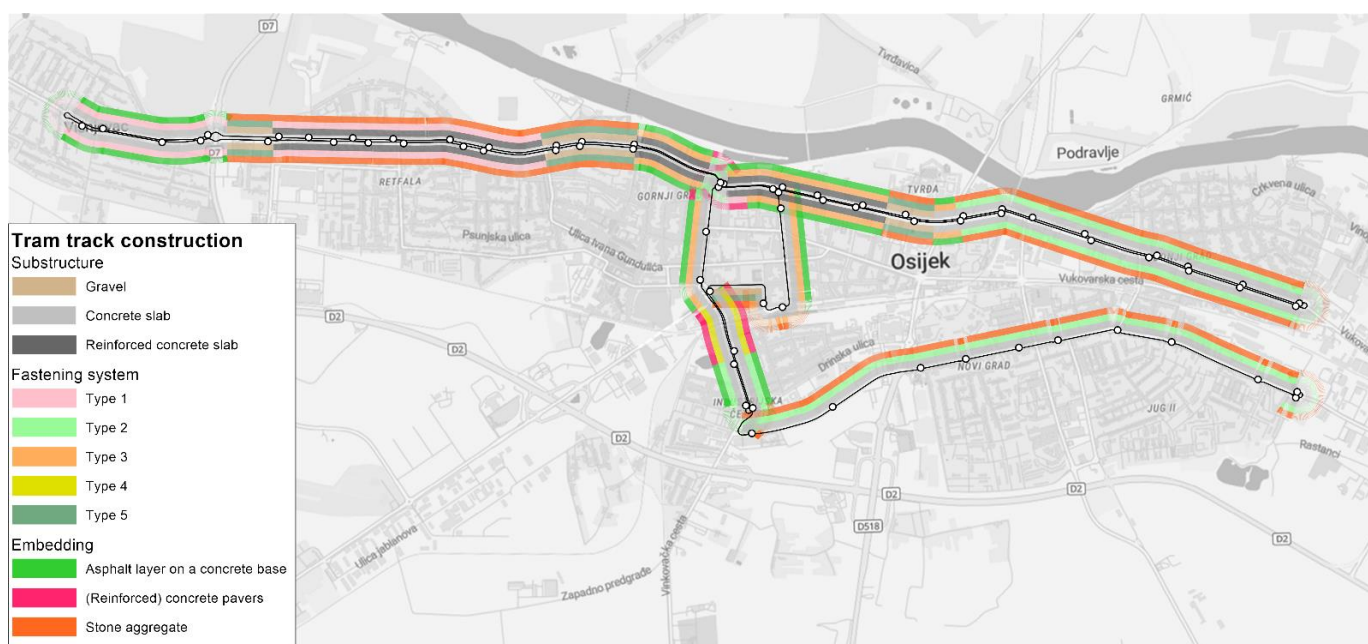 D7
Tvrđavica
GRMIĆ
Višnjevac
D7
RETFALA
Podravlje
Crkvena ulica
TVRĐA
GORNJI GR
Psunjska ulica
Ulica Ivana Gundulića
Osijek
Vukovarska cesta
D2
Drinska ulica
D2
NOVI GRAD
JUG II
D2
Rastanci
D2
D2
D518
D2
Ulica jablanova
Vinkovačka cesta
Zapadno predgrađe
Tram track construction
Substructure
Gravel
Concrete slab
Reinforced concrete slab
Fastening system
Type 1
Type 2
Type 3
Type 4
Type 5
Embedding
Asphalt layer on a concrete base
(Reinforced) concrete pavers
Stone aggregate